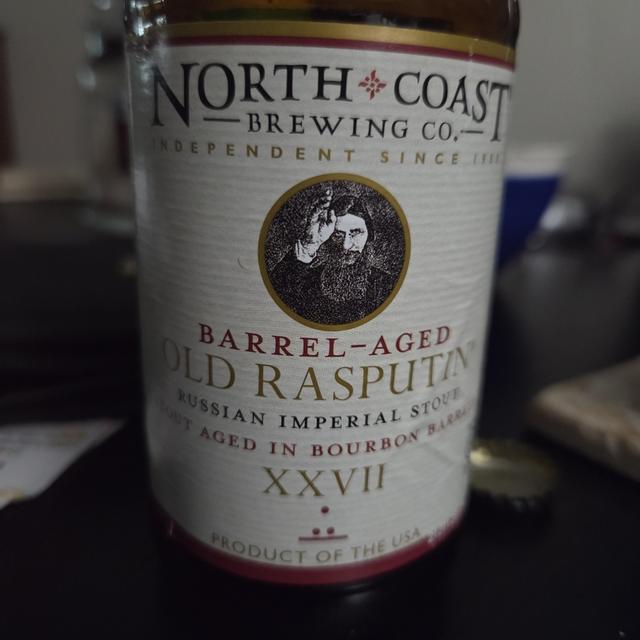 NORTH COAST
BREWING CO.
INDEPENDENT SINCE
BARREL-AGED
OLD RASPUTIN
RUSSIAN IMPERIAL STOUT
AGED IN BOURBON
XXVII
PRODUCT OF THE USA